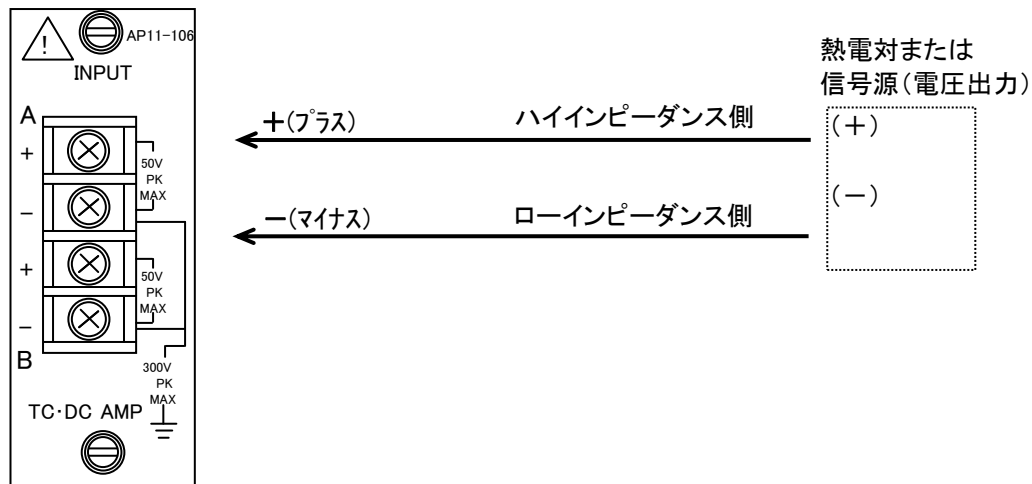 !
AP11-106
INPUT
A
+
50V
PK
MAX
−
+
50V
PK
MAX
−
B
300V
PK
MAX
TC·DC AMP
+(プラス) ハイインピーダンス側
−(マイナス) ローインピーダンス側
熱電対または
信号源(電圧出力)
(+)
(−)